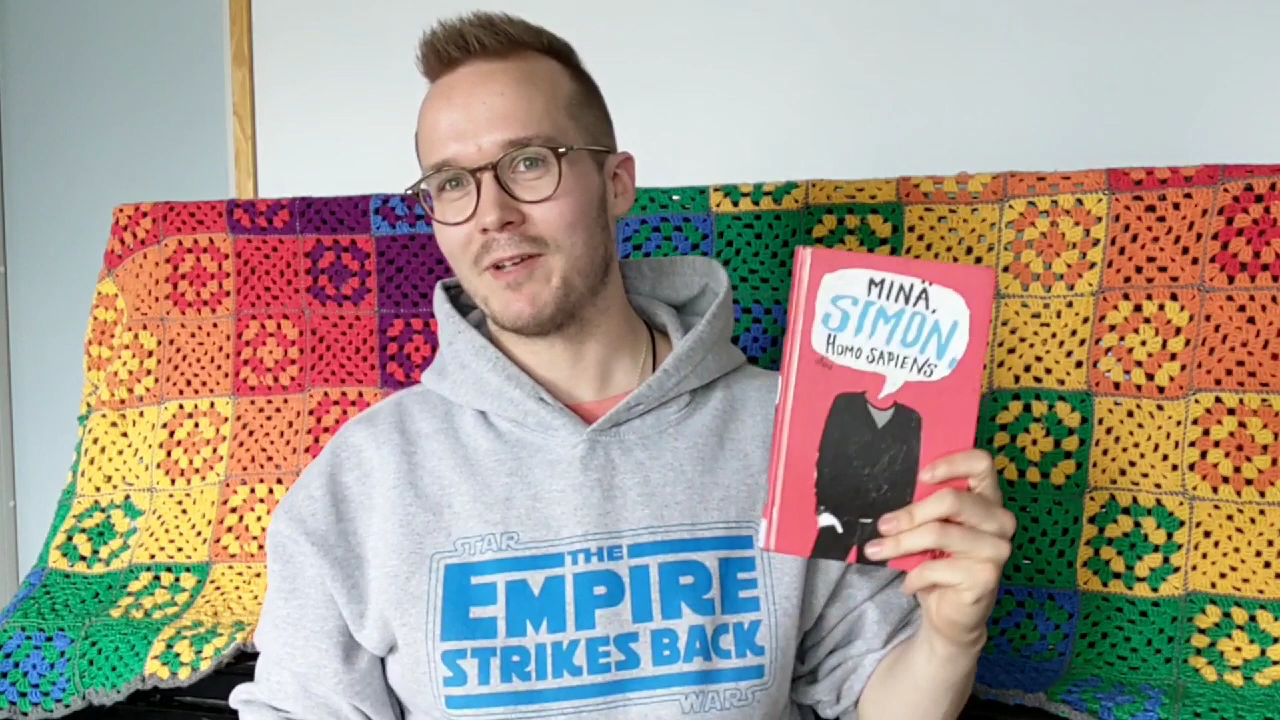 MINÄ,
SIMON,
HOMO SAPIENS
STAR
THE
EMPIRE
STRIKES BACK
WARS